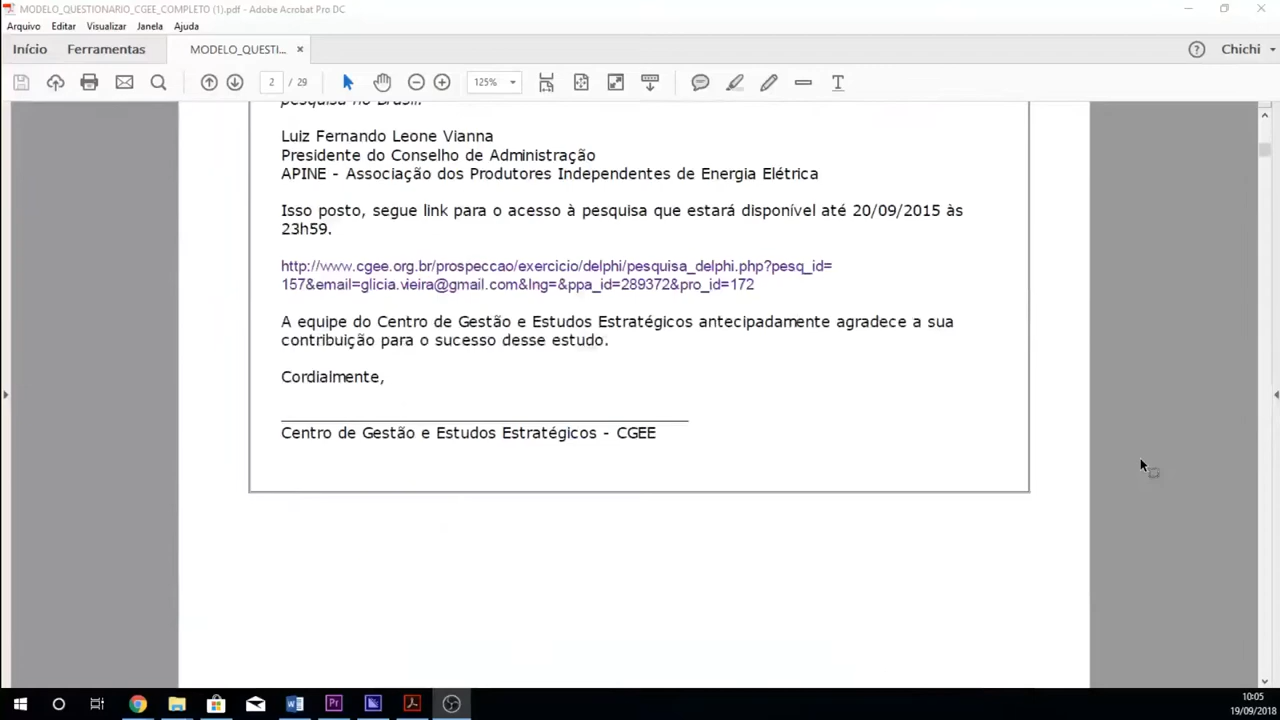 MODELO_QUESTIONARIO_CGEE_COMPLETO (1).pdf - Adobe Acrobat Pro DC
Arquivo Editar Visualizar Janela Ajuda
Início Ferramentas MODELO_QUESTI... × Chichi
2 / 29 125%
pesquisa no Brasil.
Luiz Fernando Leone Vianna
Presidente do Conselho de Administração
APINE - Associação dos Produtores Independentes de Energia Elétrica
Isso posto, segue link para o acesso à pesquisa que estará disponível até 20/09/2015 às
23h59.
http://www.cgee.org.br/prospeccao/exercicio/delphi/pesquisa_delphi.php?pesq_id=
157&email=glicia.vieira@gmail.com&lng=&ppa_id=289372&pro_id=172
A equipe do Centro de Gestão e Estudos Estratégicos antecipadamente agradece a sua
contribuição para o sucesso desse estudo.
Cordialmente,
Centro de Gestão e Estudos Estratégicos - CGEE
Pr
10:05
19/09/2018